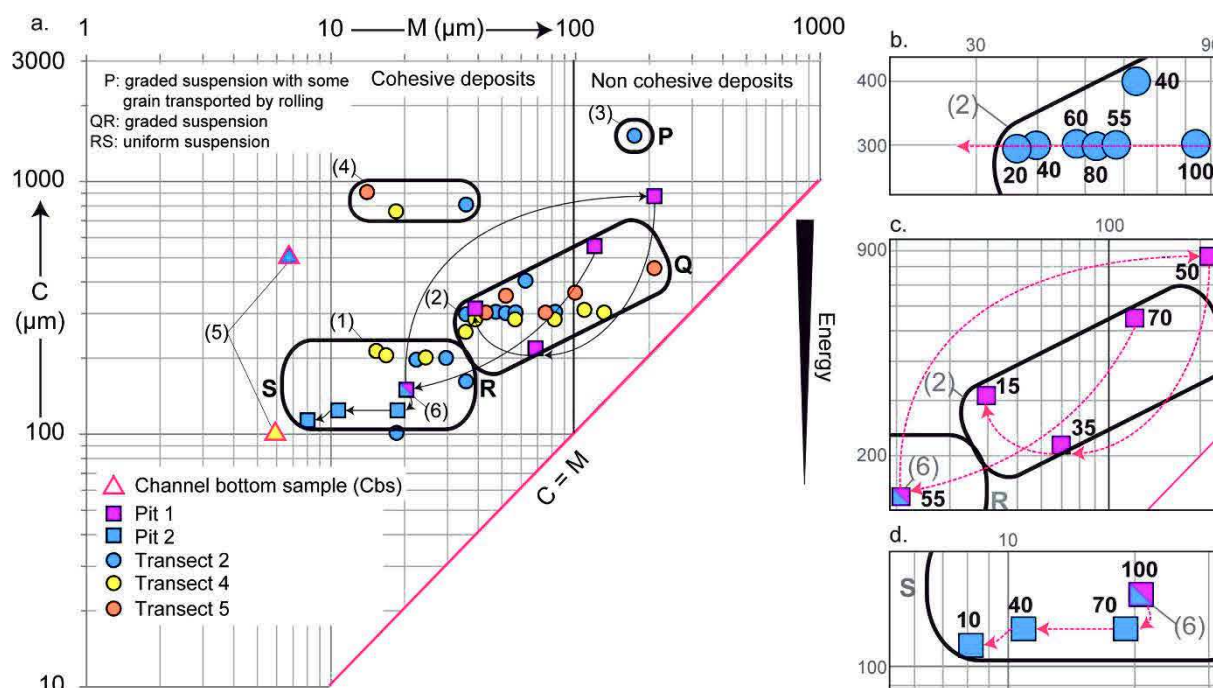 a.
1 10 M (µm) 100 1000
3000
P: graded suspension with some
grain transported by rolling
QR: graded suspension
RS: uniform suspension
Cohesive deposits
Non cohesive deposits
(3)
P
(4)
1000
C
(µm)
(5)
(2)
Q
(1)
S
R
(6)
100
C = M
Energy
Channel bottom sample (Cbs)
Pit 1
Pit 2
Transect 2
Transect 4
Transect 5
10
b.
30 90
400
300
(2)
40
60 55
20 40 80 100
c.
100
900
200
50
70
(2)
15
35
(6)
55
R
d.
10
S
100
70
40
10
(6)
100